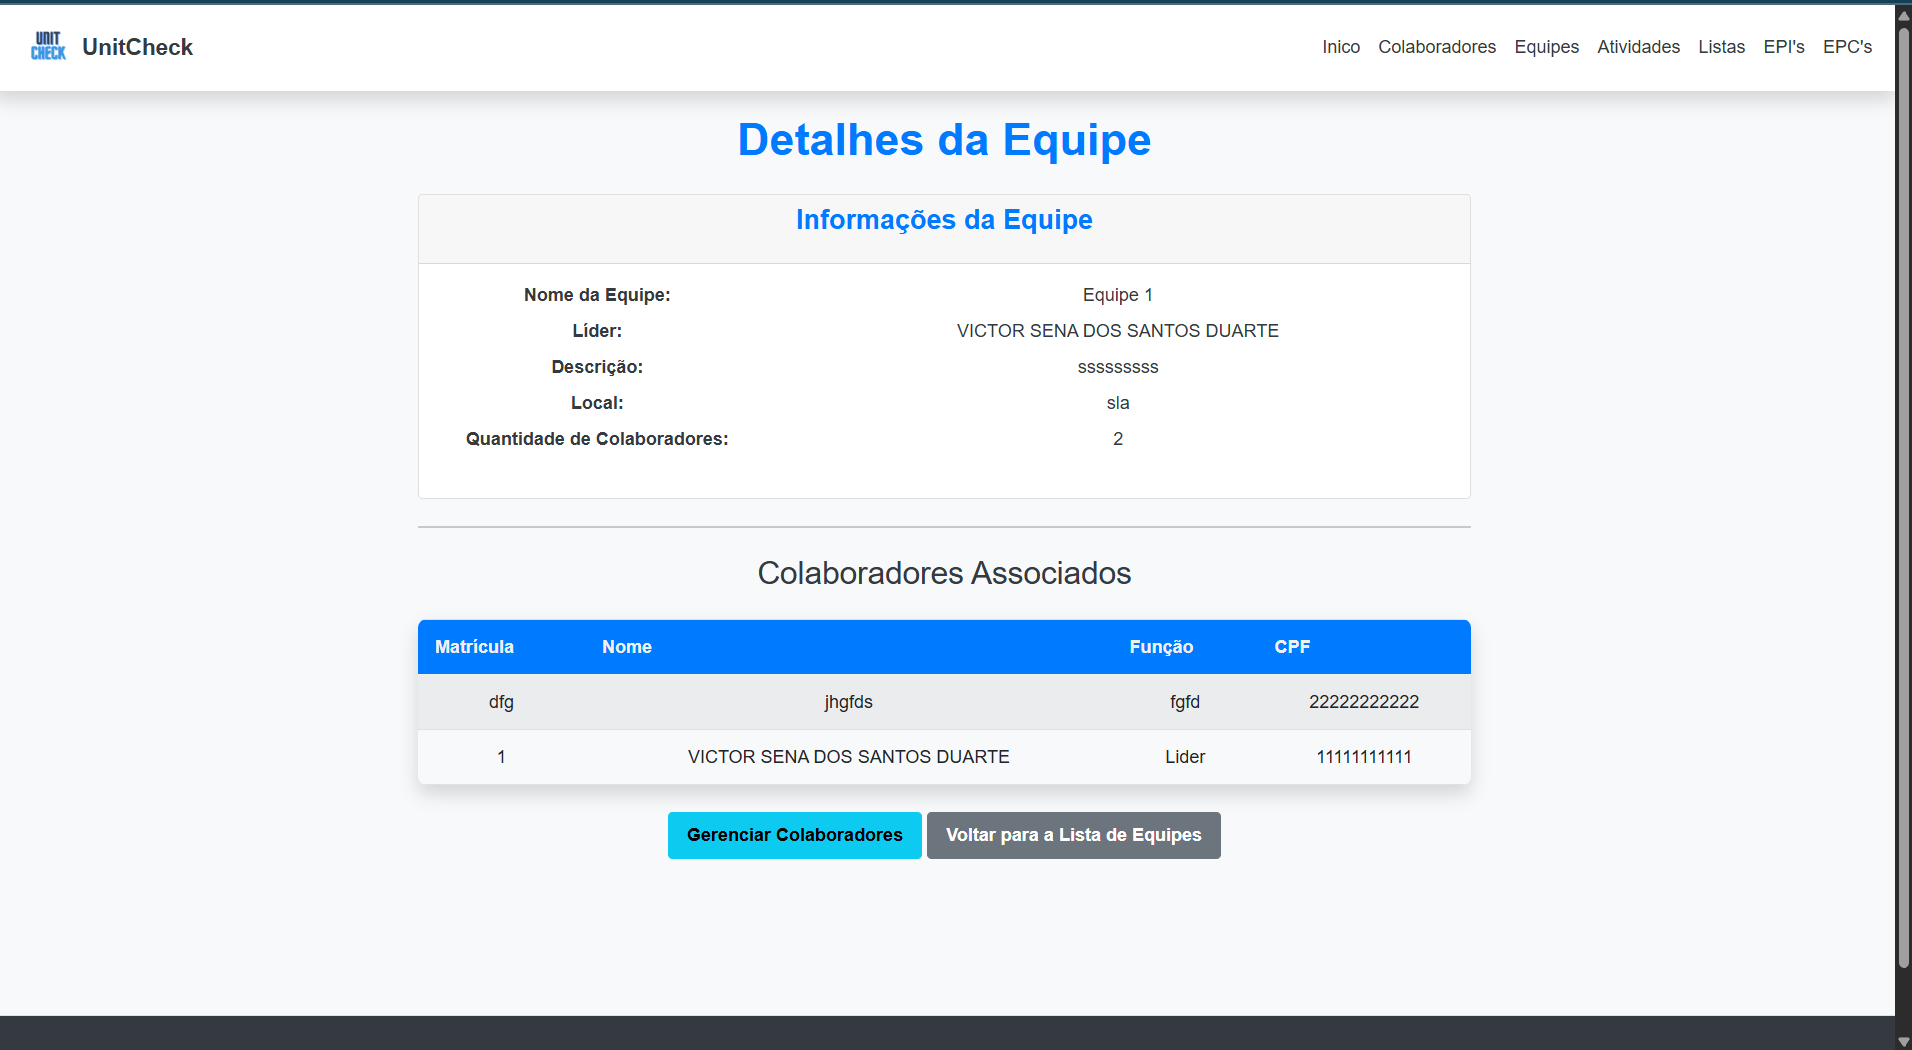 UNIT
CHECK
UnitCheck
Inico Colaboradores Equipes Atividades Listas EPI's EPC's
Detalhes da Equipe
Informações da Equipe
Nome da Equipe: Equipe 1
Líder: VICTOR SENA DOS SANTOS DUARTE
Descrição: sssssssss
Local: sla
Quantidade de Colaboradores: 2
Colaboradores Associados
Matrícula Nome Função CPF
dfg jhgfds fgfd 22222222222
1 VICTOR SENA DOS SANTOS DUARTE Lider 11111111111
Gerenciar Colaboradores Voltar para a Lista de Equipes